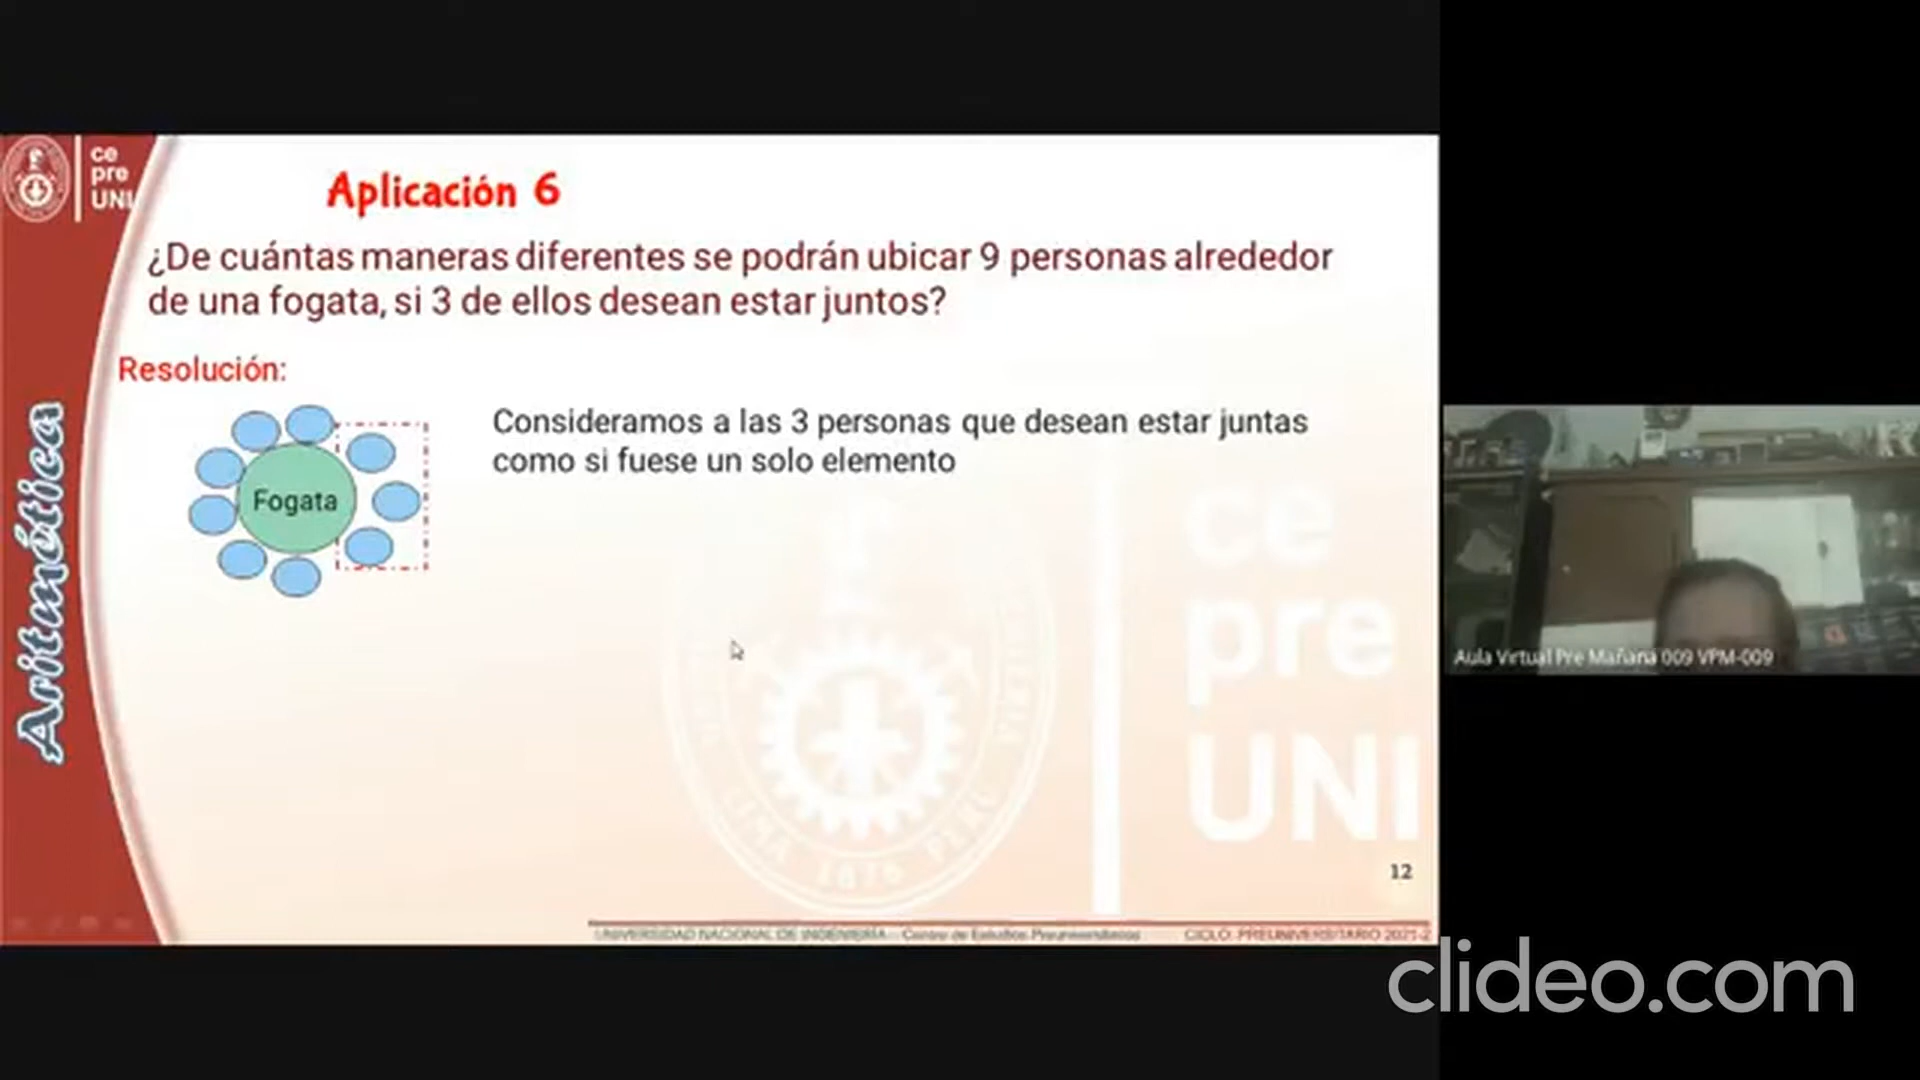 ce
pre
UNI
Aplicación 6
¿De cuántas maneras diferentes se podrán ubicar 9 personas alrededor
de una fogata, si 3 de ellos desean estar juntos?
Resolución:
Fogata
Consideramos a las 3 personas que desean estar juntas
como si fuese un solo elemento
Aritmética
ce
pre
UNI
LIMA 1876 PERÚ
12
UNIVERSIDAD NACIONAL DE INGENIERÍA - Centro de Estudios Preuniversitarios
CICLO: PREUNIVERSITARIO 2021-2
Aula Virtual Pre Mañana 009 VPM-009
clideo.com